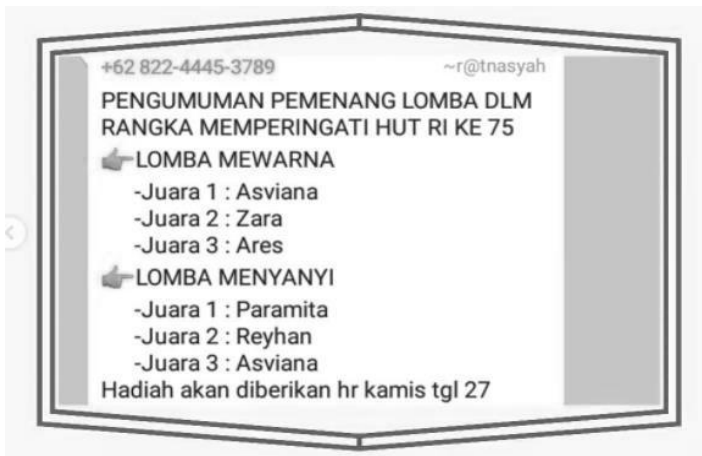 +62 822-4445-3789 ~r@tnasyah
PENGUMUMAN PEMENANG LOMBA DLM
RANGKA MEMPERINGATI HUT RI KE 75
👉LOMBA MEWARNA
-Juara 1 : Asviana
-Juara 2 : Zara
-Juara 3 : Ares
👉LOMBA MENYANYI
-Juara 1 : Paramita
-Juara 2 : Reyhan
-Juara 3 : Asviana
Hadiah akan diberikan hr kamis tgl 27